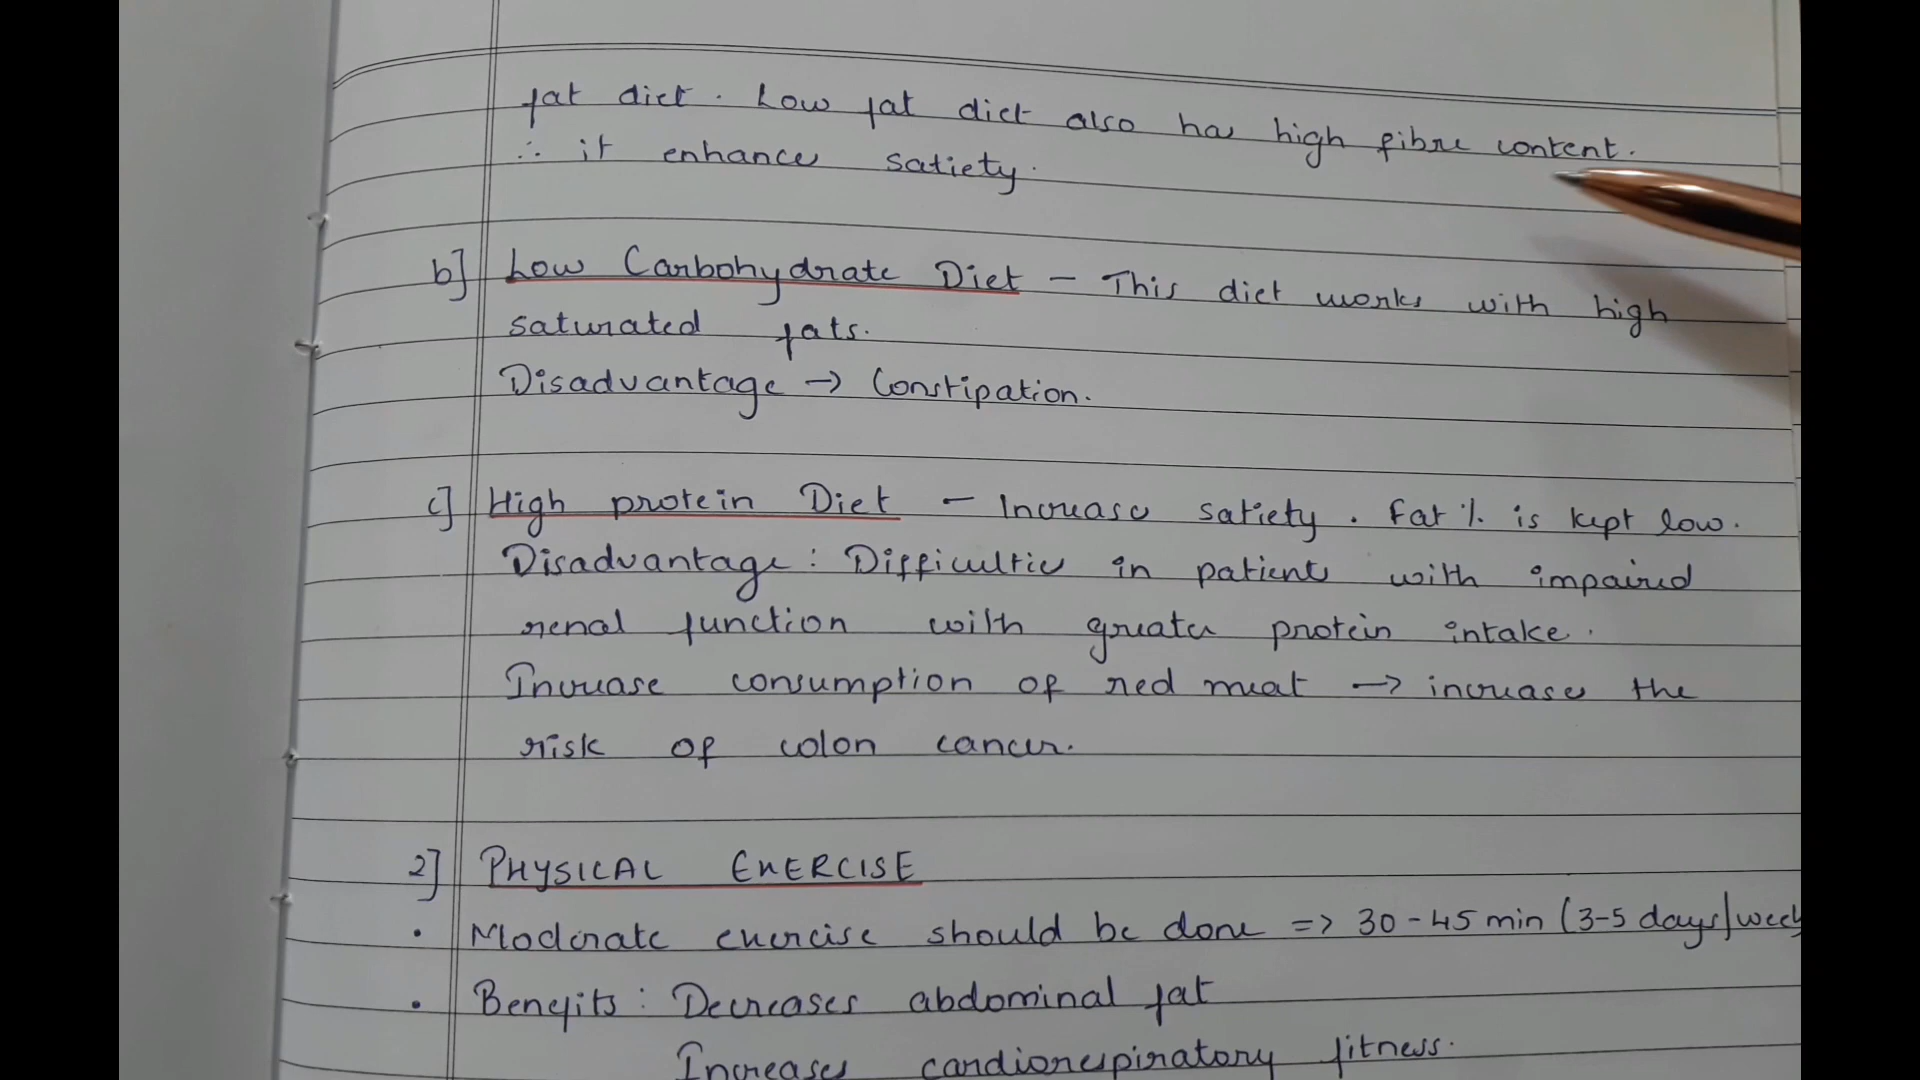 fat diet. Low fat diet also has high fibre content.
∴ it enhance satiety.
b] Low Carbohydrate Diet - This diet works with high
saturated fats.
Disadvantage → Constipation.
c] High protein Diet - Increase satiety. Fat % is kept low.
Disadvantage: Difficulties in patients with impaired
renal function with greater protein intake.
Increase consumption of red meat → increases the
risk of colon cancer.
2] PHYSICAL EXERCISE
• Moderate exercise should be done => 30-45 min (3-5 days/week
• Benefits: Decreases abdominal fat
Increases cardiorespiratory fitness.